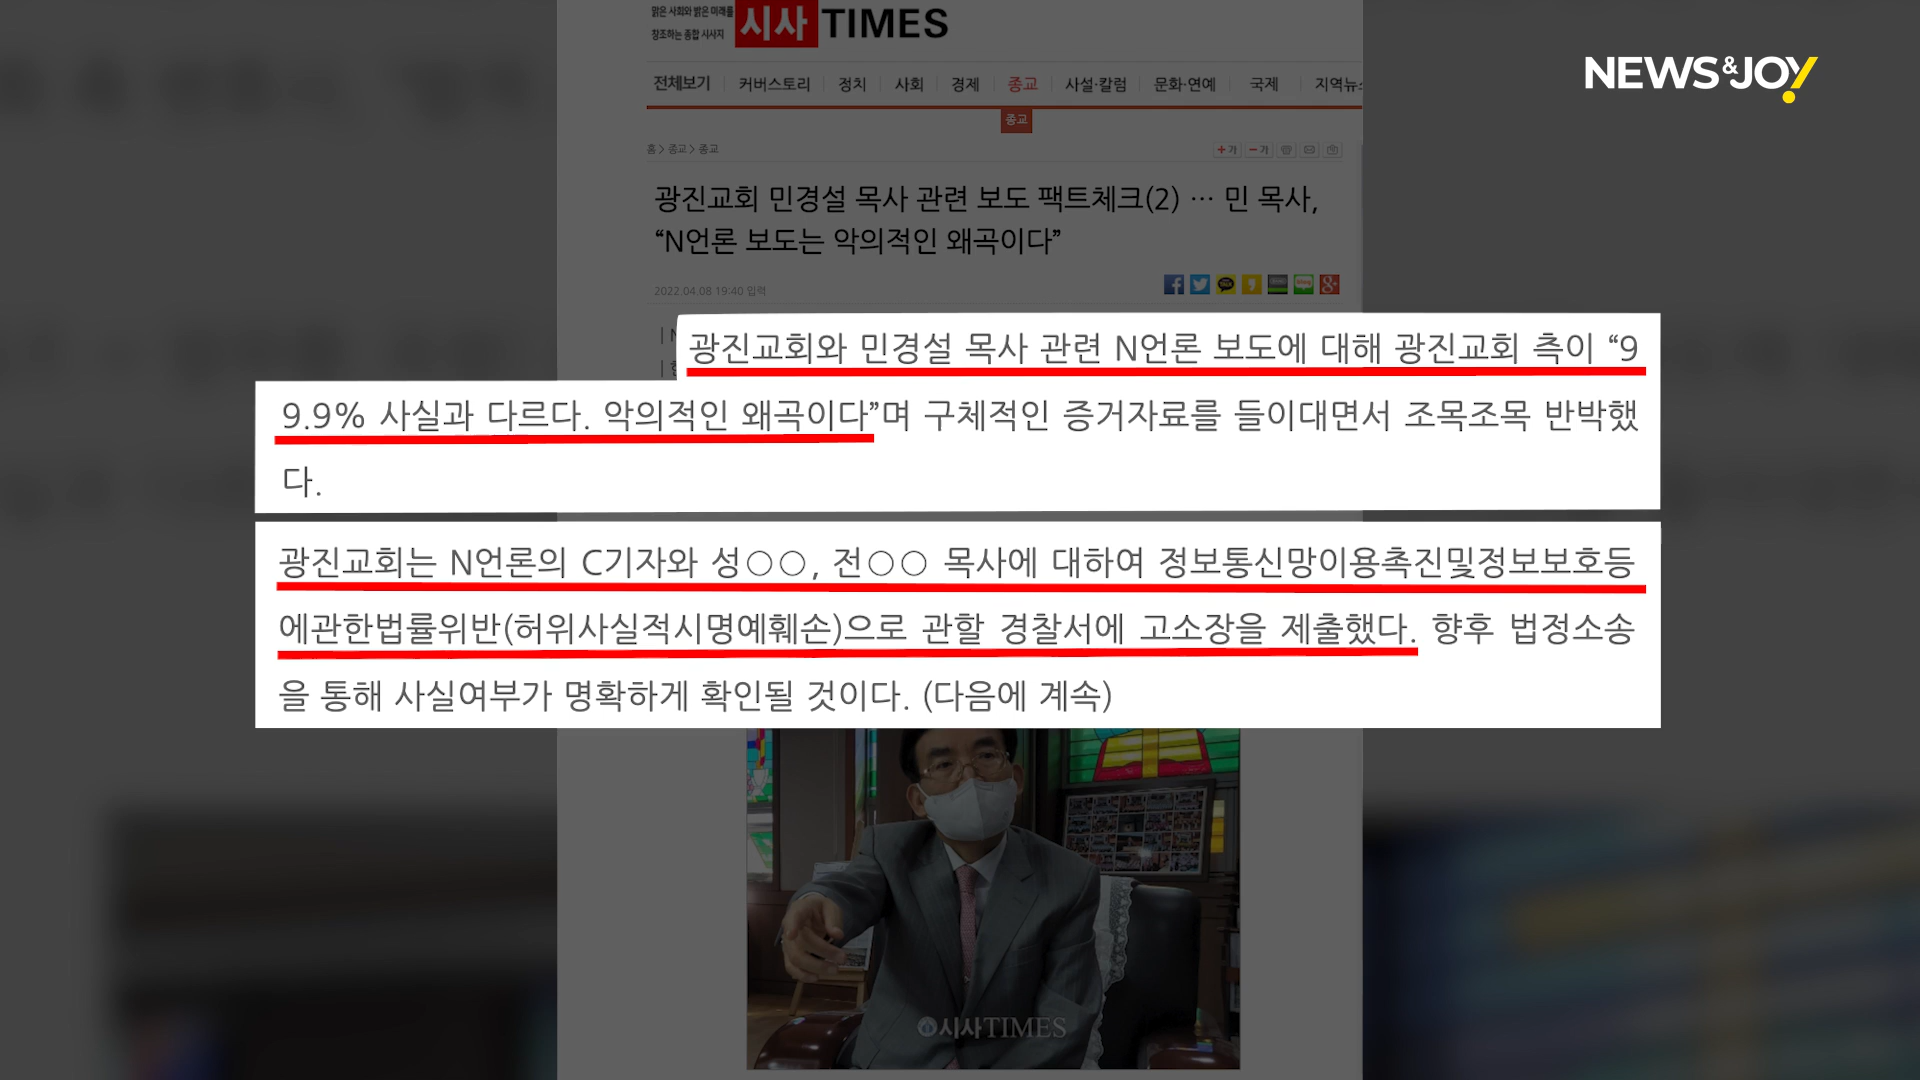 맑은 사회와 밝은 미래를
창조하는 종합 시사지
시사TIMES
NEWS&JOY!
전체보기 커버스토리 정치 사회 경제 종교 사설·칼럼 문화·연예 국제 지역뉴스
종교
홈 > 종교 > 종교
+가 -가
광진교회 민경설 목사 관련 보도 팩트체크(2) … 민 목사,
“N언론 보도는 악의적인 왜곡이다”
2022.04.08 19:40 입력
광진교회와 민경설 목사 관련 N언론 보도에 대해 광진교회 측이 “9
9.9% 사실과 다르다. 악의적인 왜곡이다”며 구체적인 증거자료를 들이대면서 조목조목 반박했
다.
광진교회는 N언론의 C기자와 성○○, 전○○ 목사에 대하여 정보통신망이용촉진및정보보호등
에관한법률위반(허위사실적시명예훼손)으로 관할 경찰서에 고소장을 제출했다. 향후 법정소송
을 통해 사실여부가 명확하게 확인될 것이다. (다음에 계속)
시사TIMES